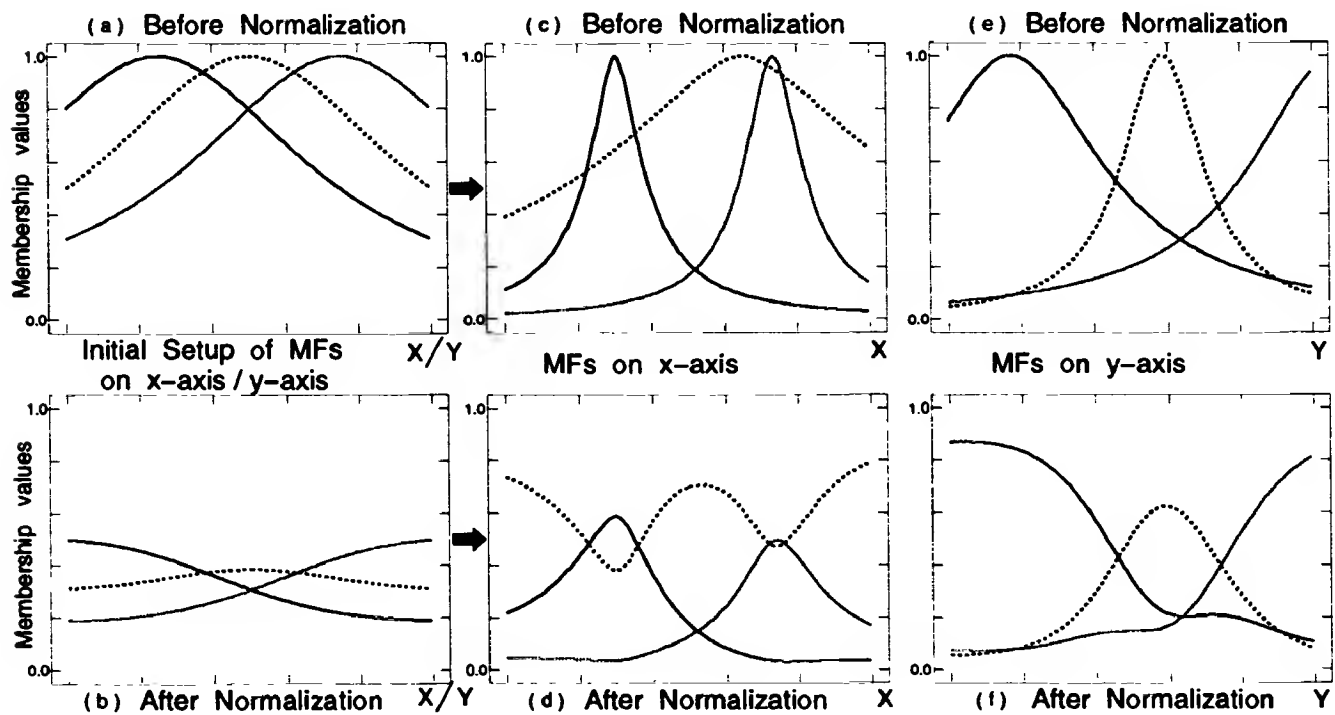 (a) Before Normalization
(c) Before Normalization
(e) Before Normalization
Membership values
1.0
0.0
1.0
0.0
1.0
0.0
Initial Setup of MFs
on x-axis / y-axis
X/Y
MFs on x-axis
X
MFs on y-axis
Y
Membership values
1.0
0.0
1.0
0.0
1.0
0.0
(b) After Normalization
X/Y
(d) After Normalization
X
(f) After Normalization
Y